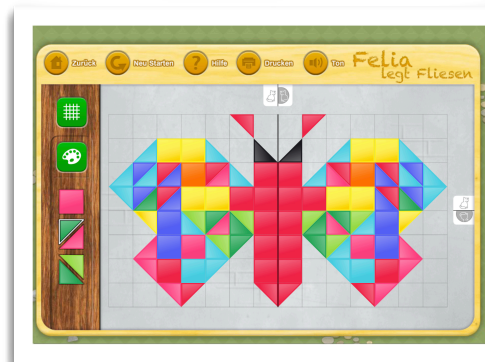 Zurück
Neu Starten
Hilfe
Drucken
Ton
Felia
legt Fliesen